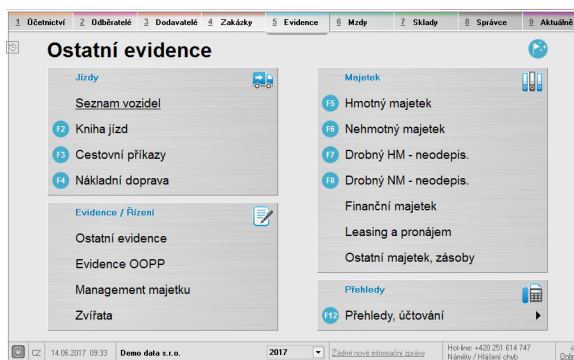 1 Účetnictví 2 Odběratelé 3 Dodavatelé 4 Zakázky 5 Evidence 6 Mzdy 7 Sklady 8 Správce 9 Aktuálně
Ostatní evidence
Jízdy
Seznam vozidel
F2 Kniha jízd
F3 Cestovní příkazy
F4 Nákladní doprava
Evidence / Řízení
Ostatní evidence
Evidence OOPP
Management majetku
Zvířata
Majetek
F5 Hmotný majetek
F6 Nehmotný majetek
F7 Drobný HM - neodepis.
F8 Drobný NM - neodepis.
Finanční majetek
Leasing a pronájem
Ostatní majetek, zásoby
Přehledy
F12 Přehledy, účtování
CZ 14.06.2017 09:33 Demo data s.r.o. 2017 Žádné nové informační zprávy
Hot-line: +420 251 614 747
Náměty / Hlášení chyb